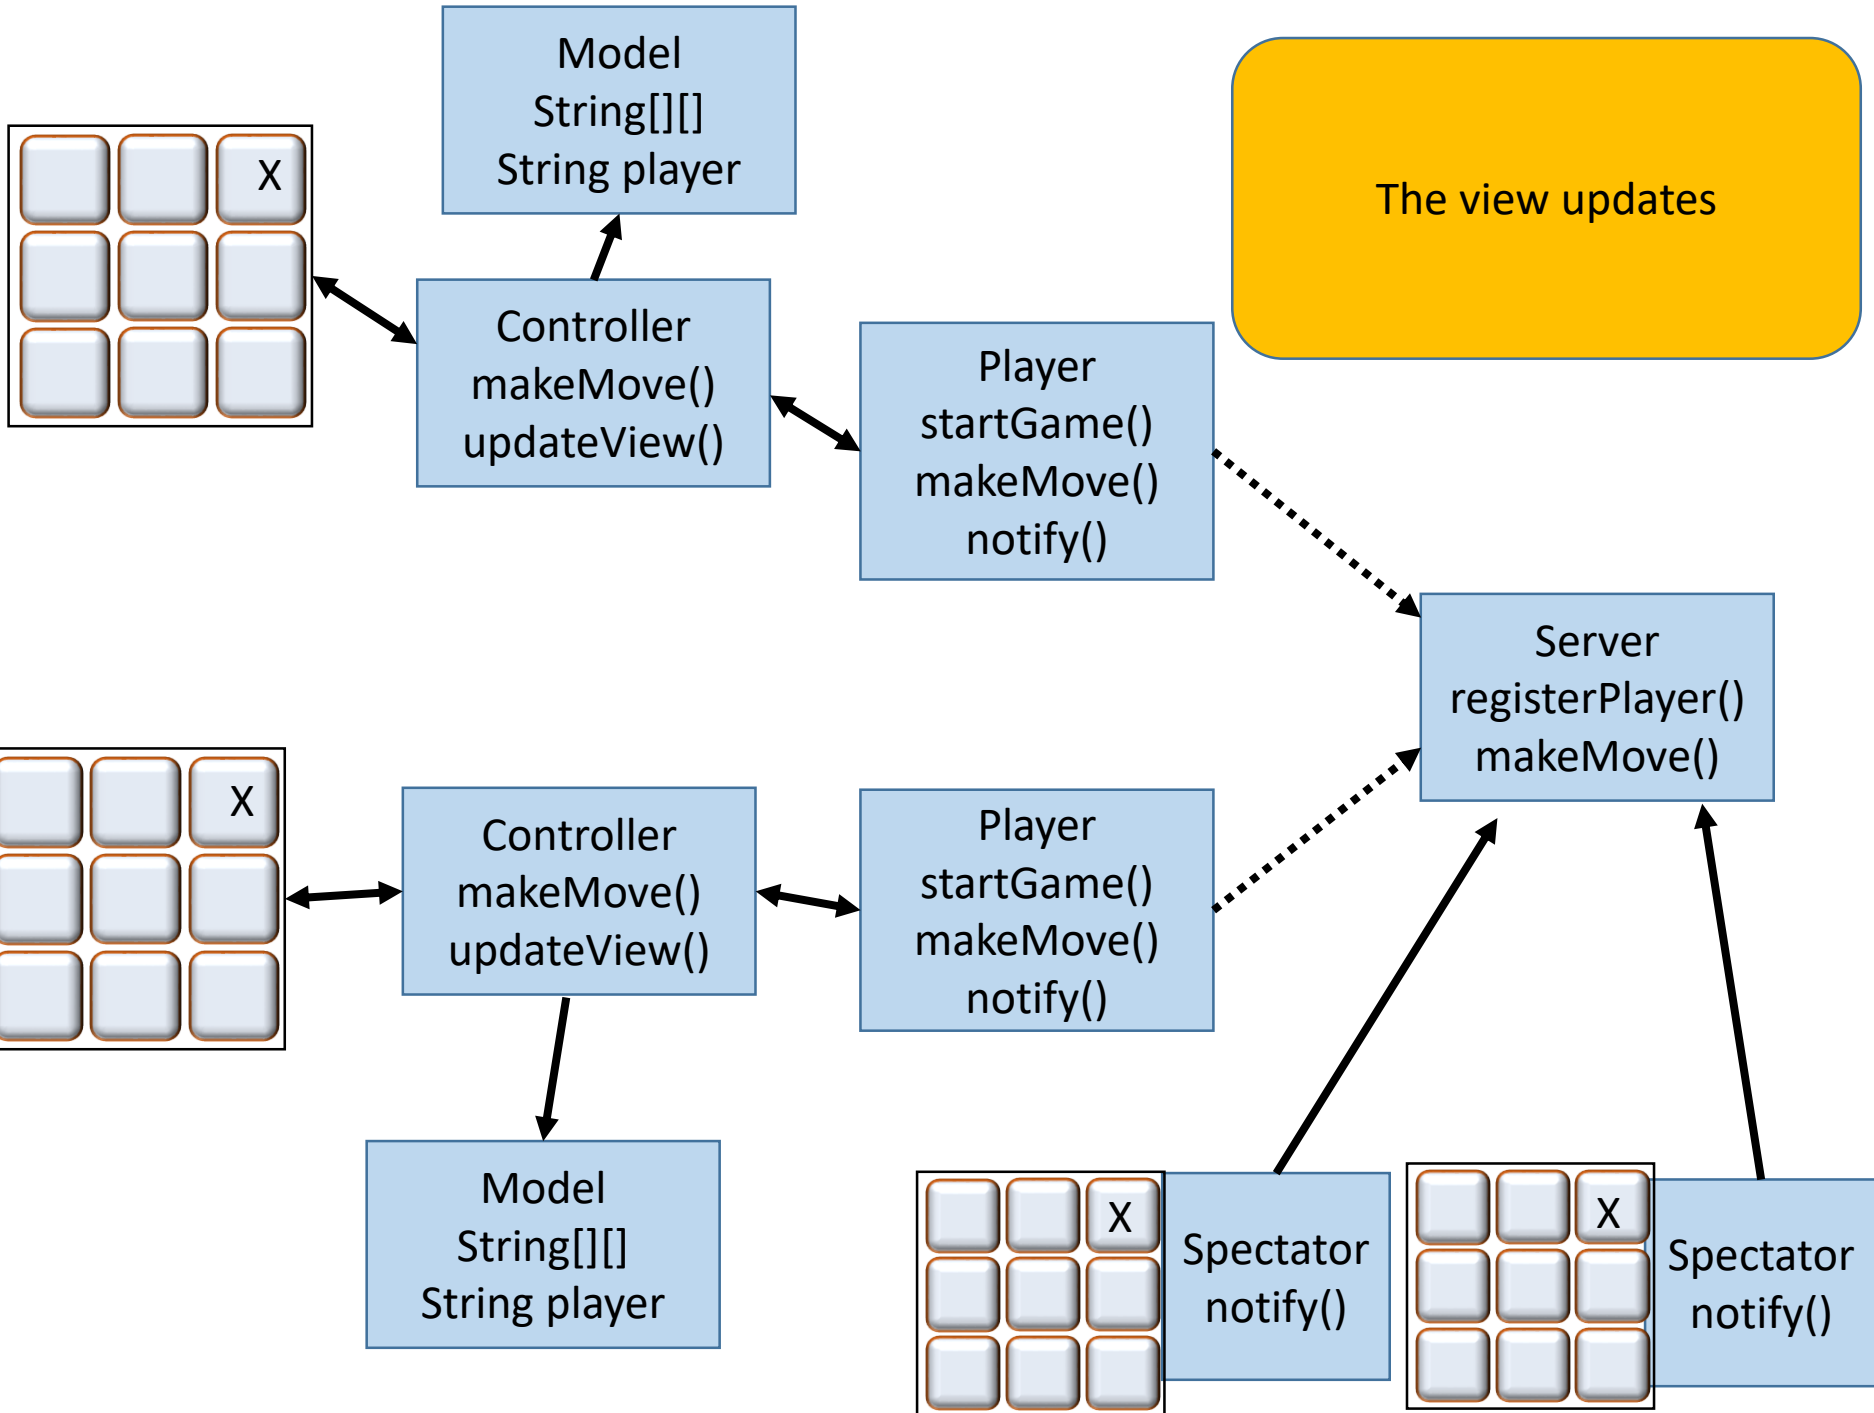 Model
String[][]
String player
The view updates
X
Controller
makeMove()
updateView()
Player
startGame()
makeMove()
notify()
Server
registerPlayer()
makeMove()
X
Controller
makeMove()
updateView()
Player
startGame()
makeMove()
notify()
Model
String[][]
String player
X
Spectator
notify()
X
Spectator
notify()